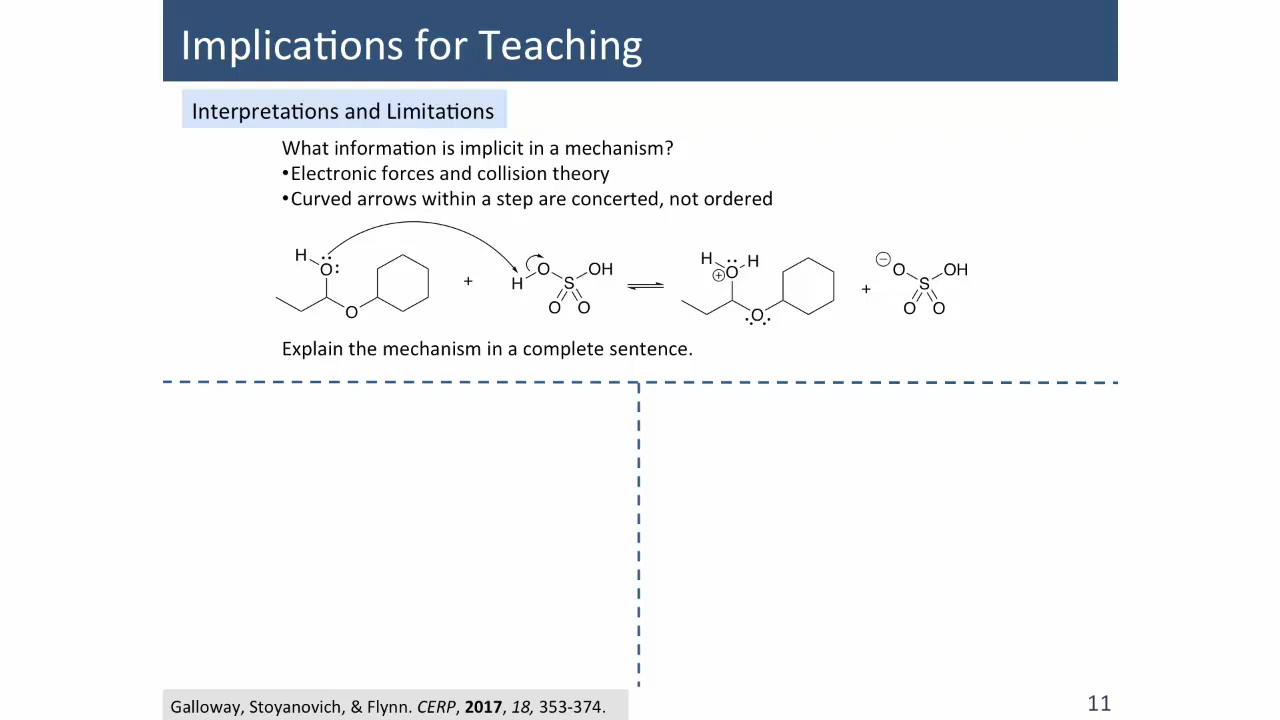 Implications for Teaching
Interpretations and Limitations
What information is implicit in a mechanism?
•Electronic forces and collision theory
•Curved arrows within a step are concerted, not ordered
H O O + H O S OH O O H O H O + O S OH O O
Explain the mechanism in a complete sentence.
Galloway, Stoyanovich, & Flynn. CERP, 2017, 18, 353-374.
11